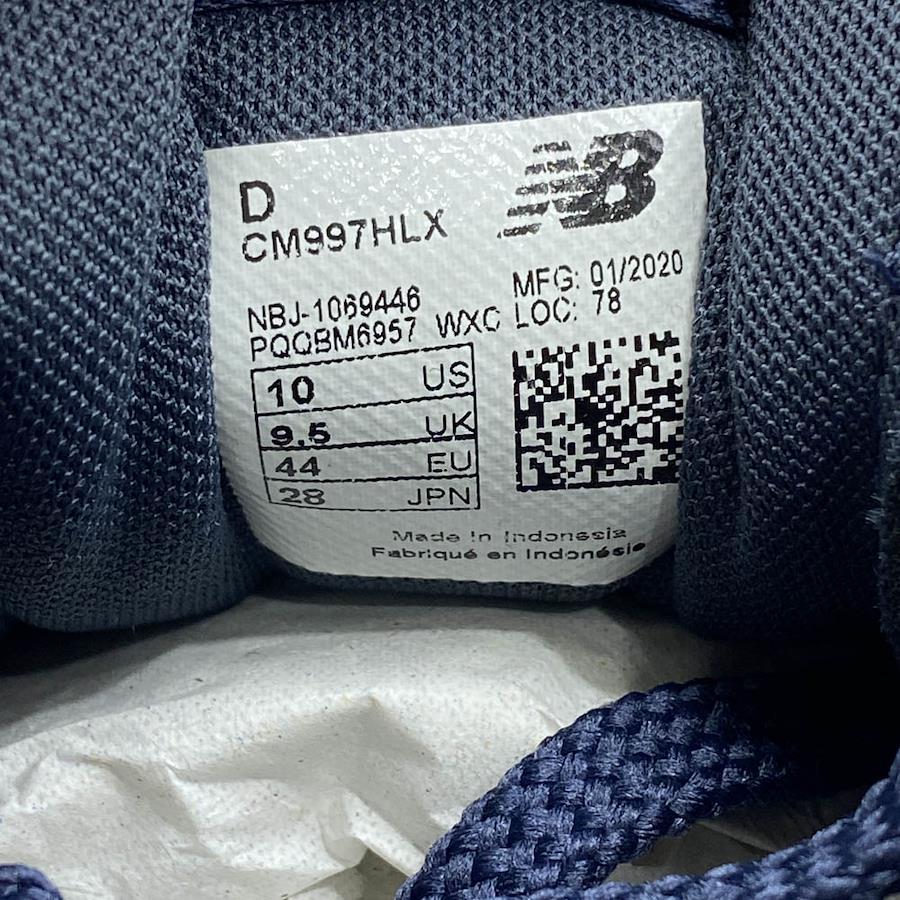 D
NB
CM997HLX
MFG: 01/2020
NBJ-1069446
LOC: 78
PQQBM6957 WXC
10 US
9.5 UK
44 EU
28 JPN
Made In Indonesia
Fabriqué en Indonésie